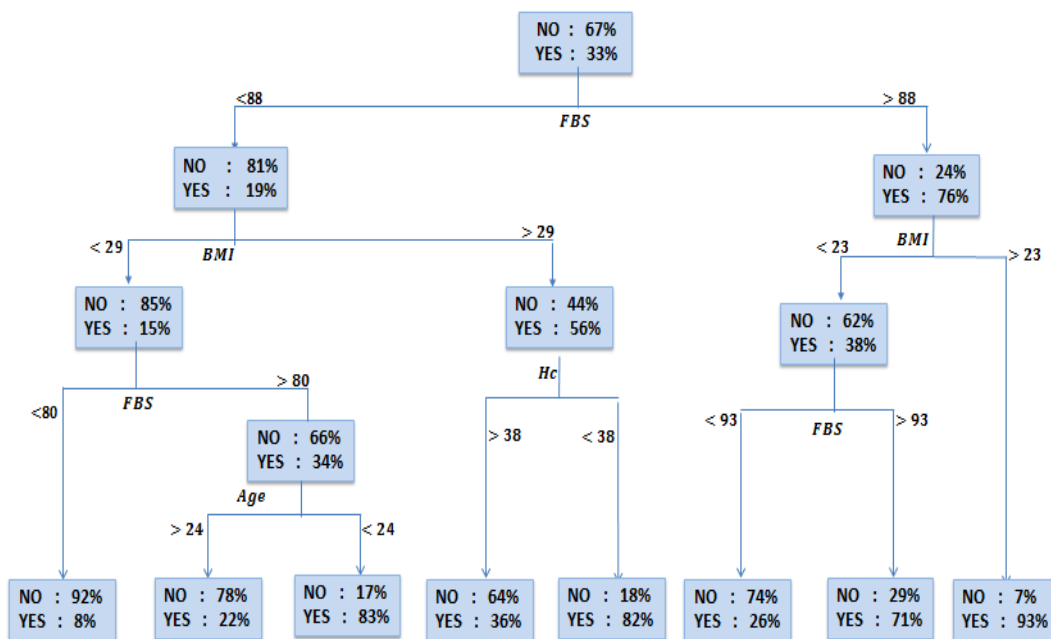 NO : 67%
YES : 33%
<88
> 88
FBS
NO : 81%
YES : 19%
NO : 24%
YES : 76%
< 29
BMI
> 29
< 23
BMI
> 23
NO : 85%
YES : 15%
NO : 44%
YES : 56%
NO : 62%
YES : 38%
<80
FBS
> 80
Hc
NO : 66%
YES : 34%
> 38
< 38
< 93
FBS
> 93
Age
> 24
< 24
NO : 92%
YES : 8%
NO : 78%
YES : 22%
NO : 17%
YES : 83%
NO : 64%
YES : 36%
NO : 18%
YES : 82%
NO : 74%
YES : 26%
NO : 29%
YES : 71%
NO : 7%
YES : 93%